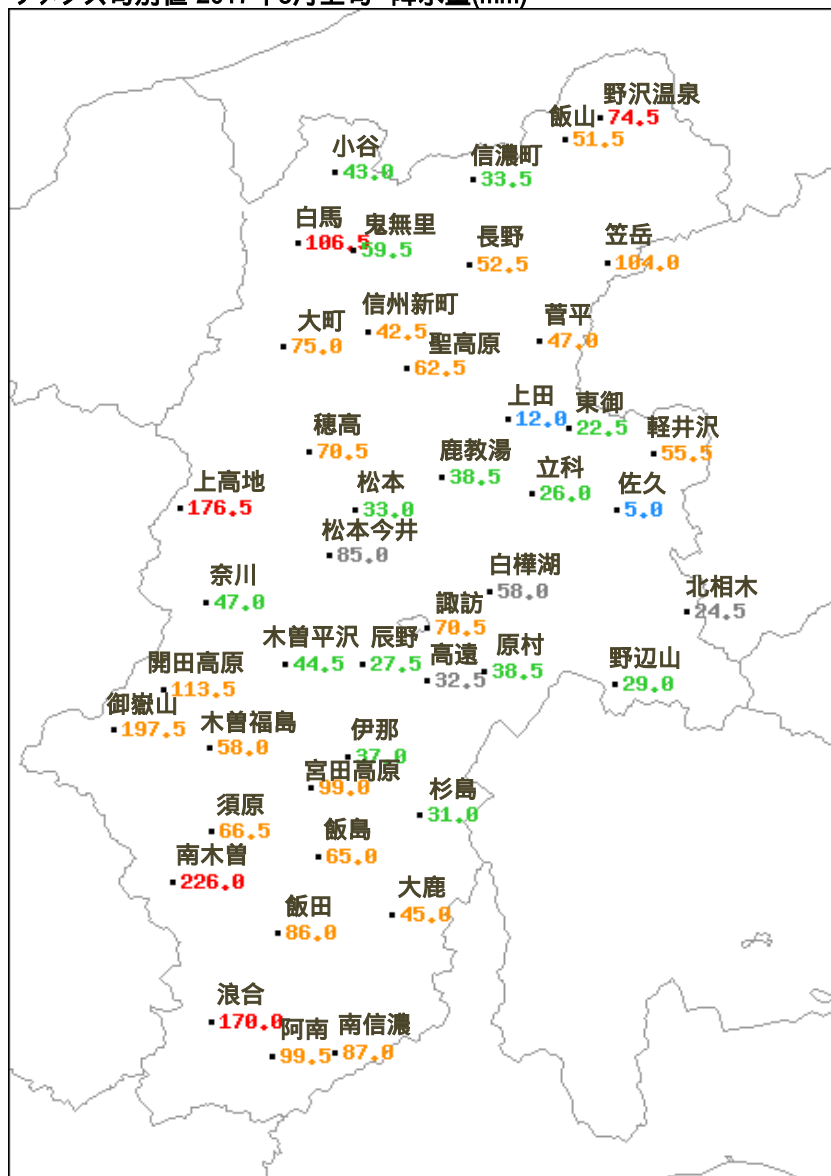 野沢温泉
74.5
飯山
51.5
小谷
43.0
信濃町
33.5
白馬
106.5
鬼無里
59.5
長野
52.5
笠岳
104.0
大町
75.0
信州新町
42.5
聖高原
62.5
菅平
47.0
上田
12.0
東御
22.5
軽井沢
55.5
穂高
70.5
鹿教湯
38.5
立科
26.0
佐久
5.0
上高地
176.5
松本
33.0
松本今井
85.0
奈川
47.0
白樺湖
58.0
北相木
24.5
諏訪
70.5
木曽平沢
44.5
辰野
27.5
高遠
32.5
原村
38.5
野辺山
29.0
開田高原
113.5
御嶽山
197.5
木曽福島
58.0
伊那
37.0
宮田高原
99.0
杉島
31.0
須原
66.5
飯島
65.0
南木曽
226.0
大鹿
45.0
飯田
86.0
浪合
170.0
阿南
99.5
南信濃
87.0